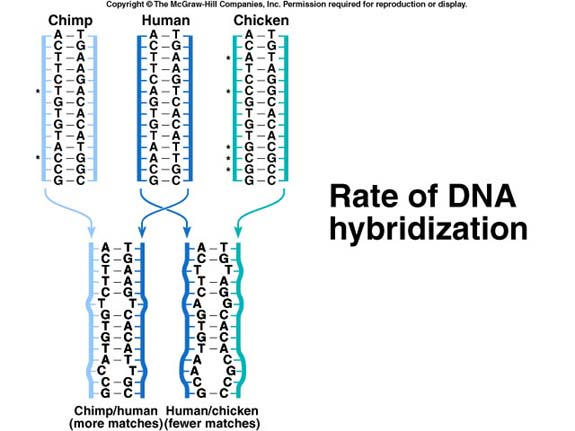 Copyright © The McGraw-Hill Companies, Inc. Permission required for reproduction or display.
Chimp Human Chicken
A–T A–T A–T
C–G C–G C–G
T–A T–A * A–T
T–A T–A T–A
C–G C–G C–G
* T–A A–T * C–G
G–C G–C G–C
T–A T–A T–A
G–C G–C G–C
T–A T–A T–A
A–T A–T * G–C
* C–G A–T * C–G
C–G C–G * G–C
G–C G–C G–C
Rate of DNA
hybridization
A–T A–T
C–G C–G
T–A T T
T–A T–A
C–G C–G
T T A G
G–C G–C
T–A T–A
G–C G–C
T–A T–A
A–T A C
C T A G
C–G C C
G–C G–C
Chimp/human Human/chicken
(more matches) (fewer matches)